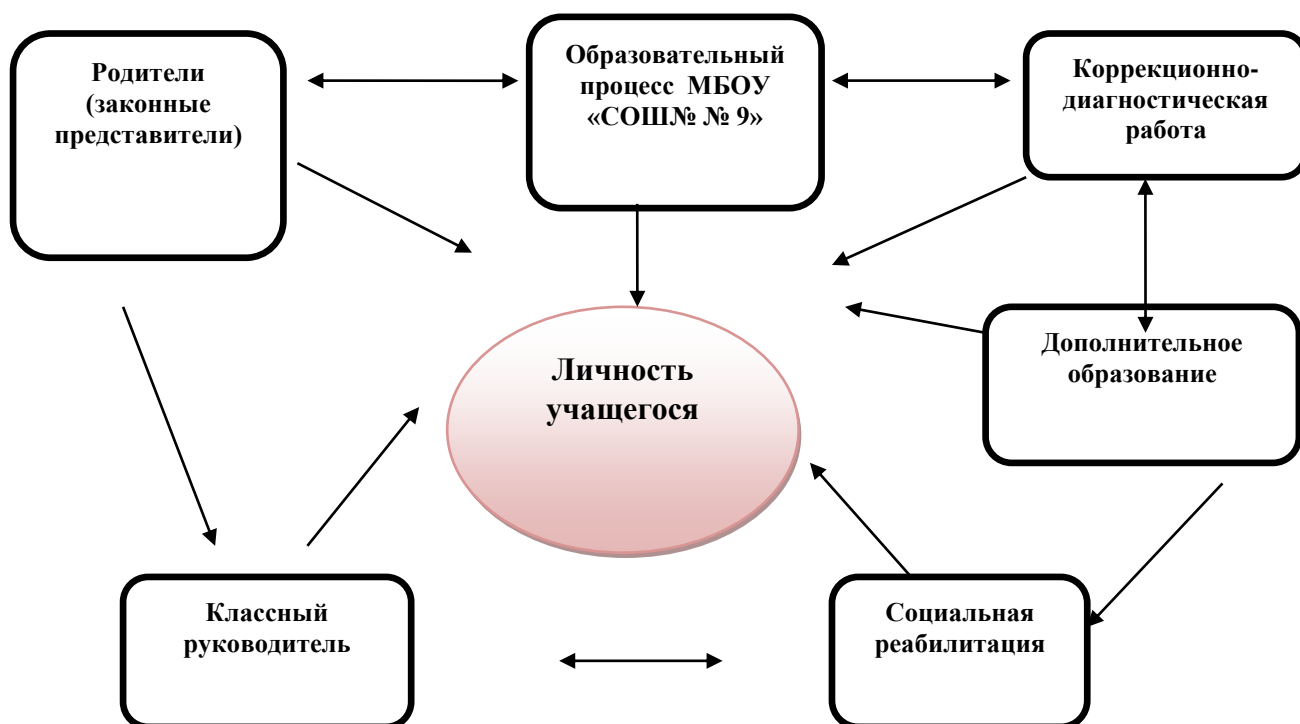 Родители
(законные
представители)
Образовательный
процесс МБОУ
«СОШ№ № 9»
Коррекционно-
диагностическая
работа
Дополнительное
образование
Личность
учащегося
Классный
руководитель
Социальная
реабилитация